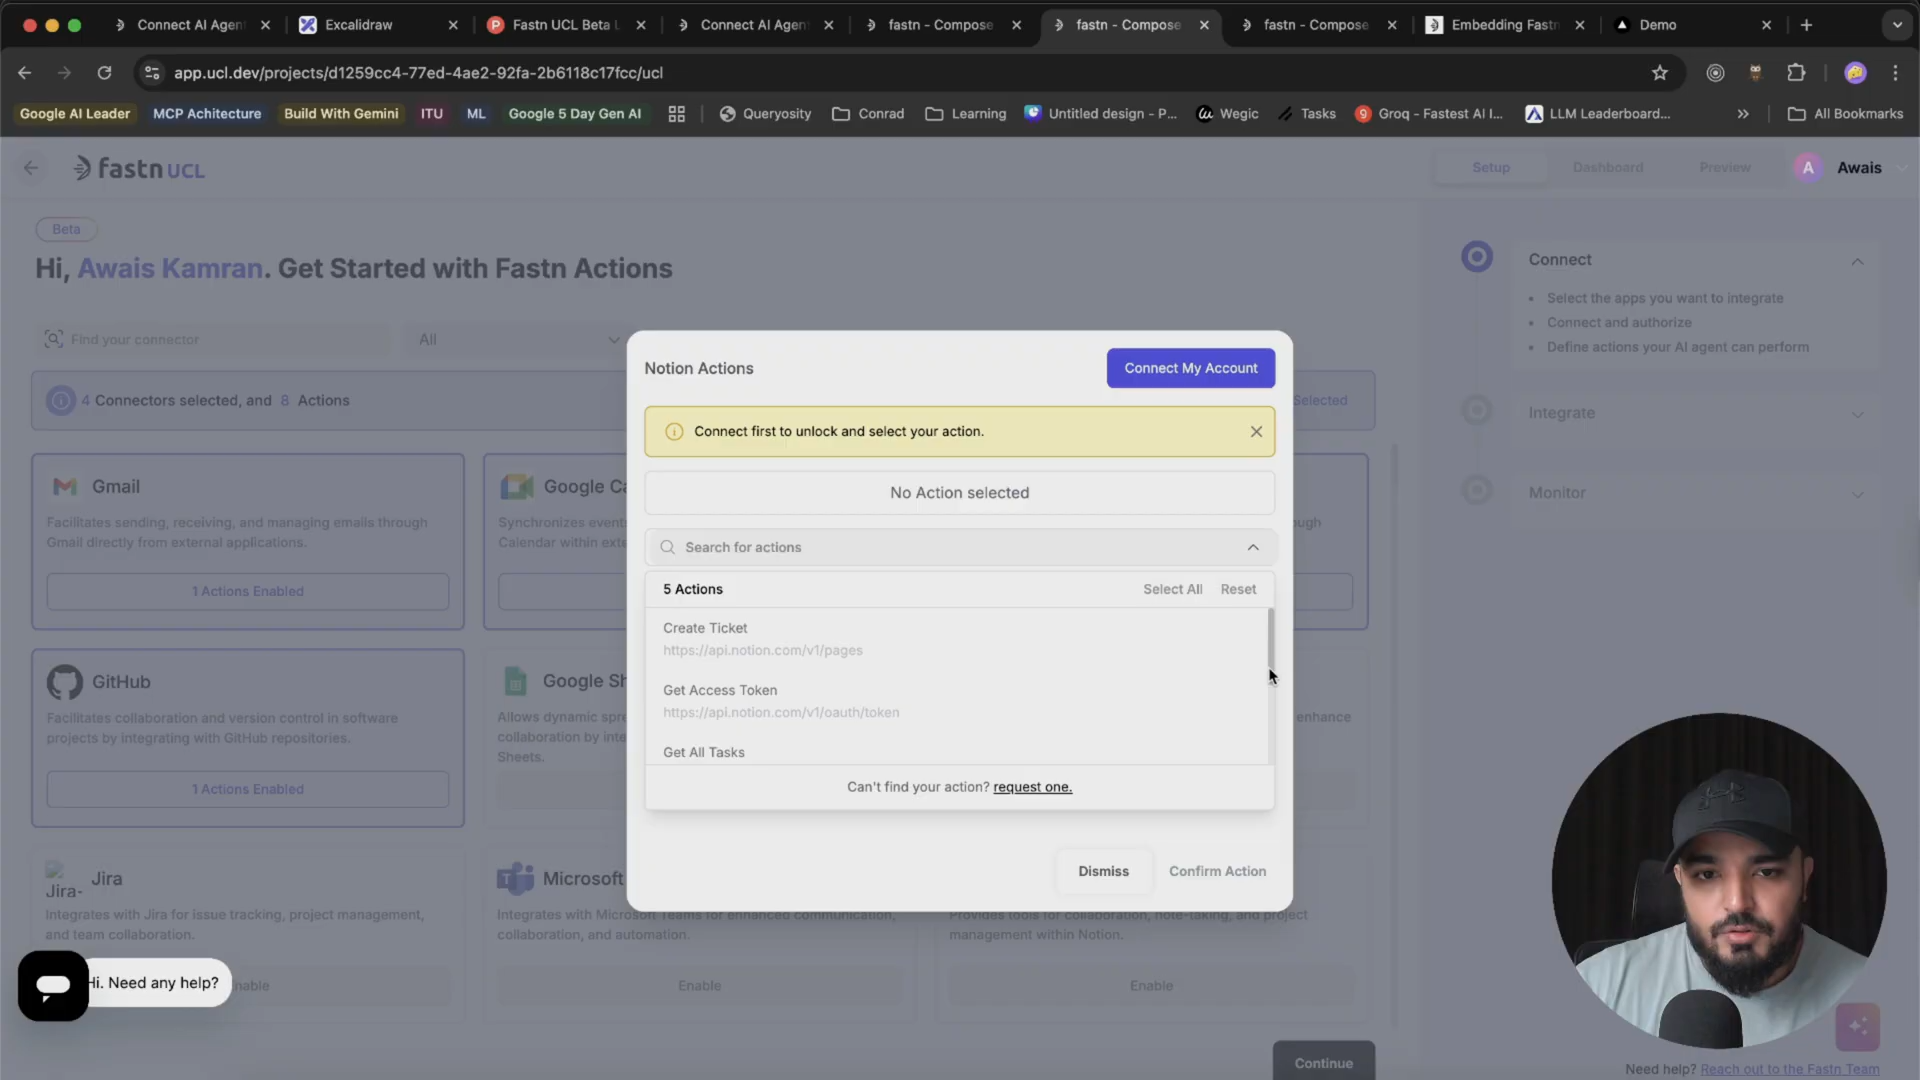 Connect AI Agen
Excalidraw
Fastn UCL Beta
Connect AI Agen
fastn - Compose
fastn - Compose
fastn - Compose
Embedding Fastn
Demo
app.ucl.dev/projects/d1259cc4-77ed-4ae2-92fa-2b6118c17fcc/ucl
Google AI Leader
MCP Achitecture
Build With Gemini
ITU
ML
Google 5 Day Gen AI
Queryosity
Conrad
Learning
Untitled design - P...
Wegic
Tasks
Groq - Fastest AI I...
LLM Leaderboard...
All Bookmarks
fastn UCL
Setup
Dashboard
Preview
A
Awais
Beta
Hi, Awais Kamran. Get Started with Fastn Actions
Find your connector
All
4 Connectors selected, and 8 Actions
Selected
Gmail
Facilitates sending, receiving, and managing emails through
Gmail directly from external applications.
1 Actions Enabled
Google Ca
Synchronizes event
Calendar within exte
ough
GitHub
Facilitates collaboration and version control in software
projects by integrating with GitHub repositories.
1 Actions Enabled
Google Sh
Allows dynamic spre
collaboration by inte
Sheets.
enhance
Jira-
Jira
Integrates with Jira for issue tracking, project management,
and team collaboration.
nable
Microsoft
Integrates with Microsoft Teams for enhanced communication,
collaboration, and automation.
Enable
Provides tools for collaboration, note-taking, and project
management within Notion.
Enable
Notion Actions
Connect My Account
Connect first to unlock and select your action.
No Action selected
Search for actions
5 Actions
Select All
Reset
Create Ticket
https://api.notion.com/v1/pages
Get Access Token
https://api.notion.com/v1/oauth/token
Get All Tasks
Can't find your action? request one.
Dismiss
Confirm Action
Connect
Select the apps you want to integrate
Connect and authorize
Define actions your AI agent can perform
Integrate
Monitor
Hi. Need any help?
Continue
Need help? Reach out to the Fastn Team